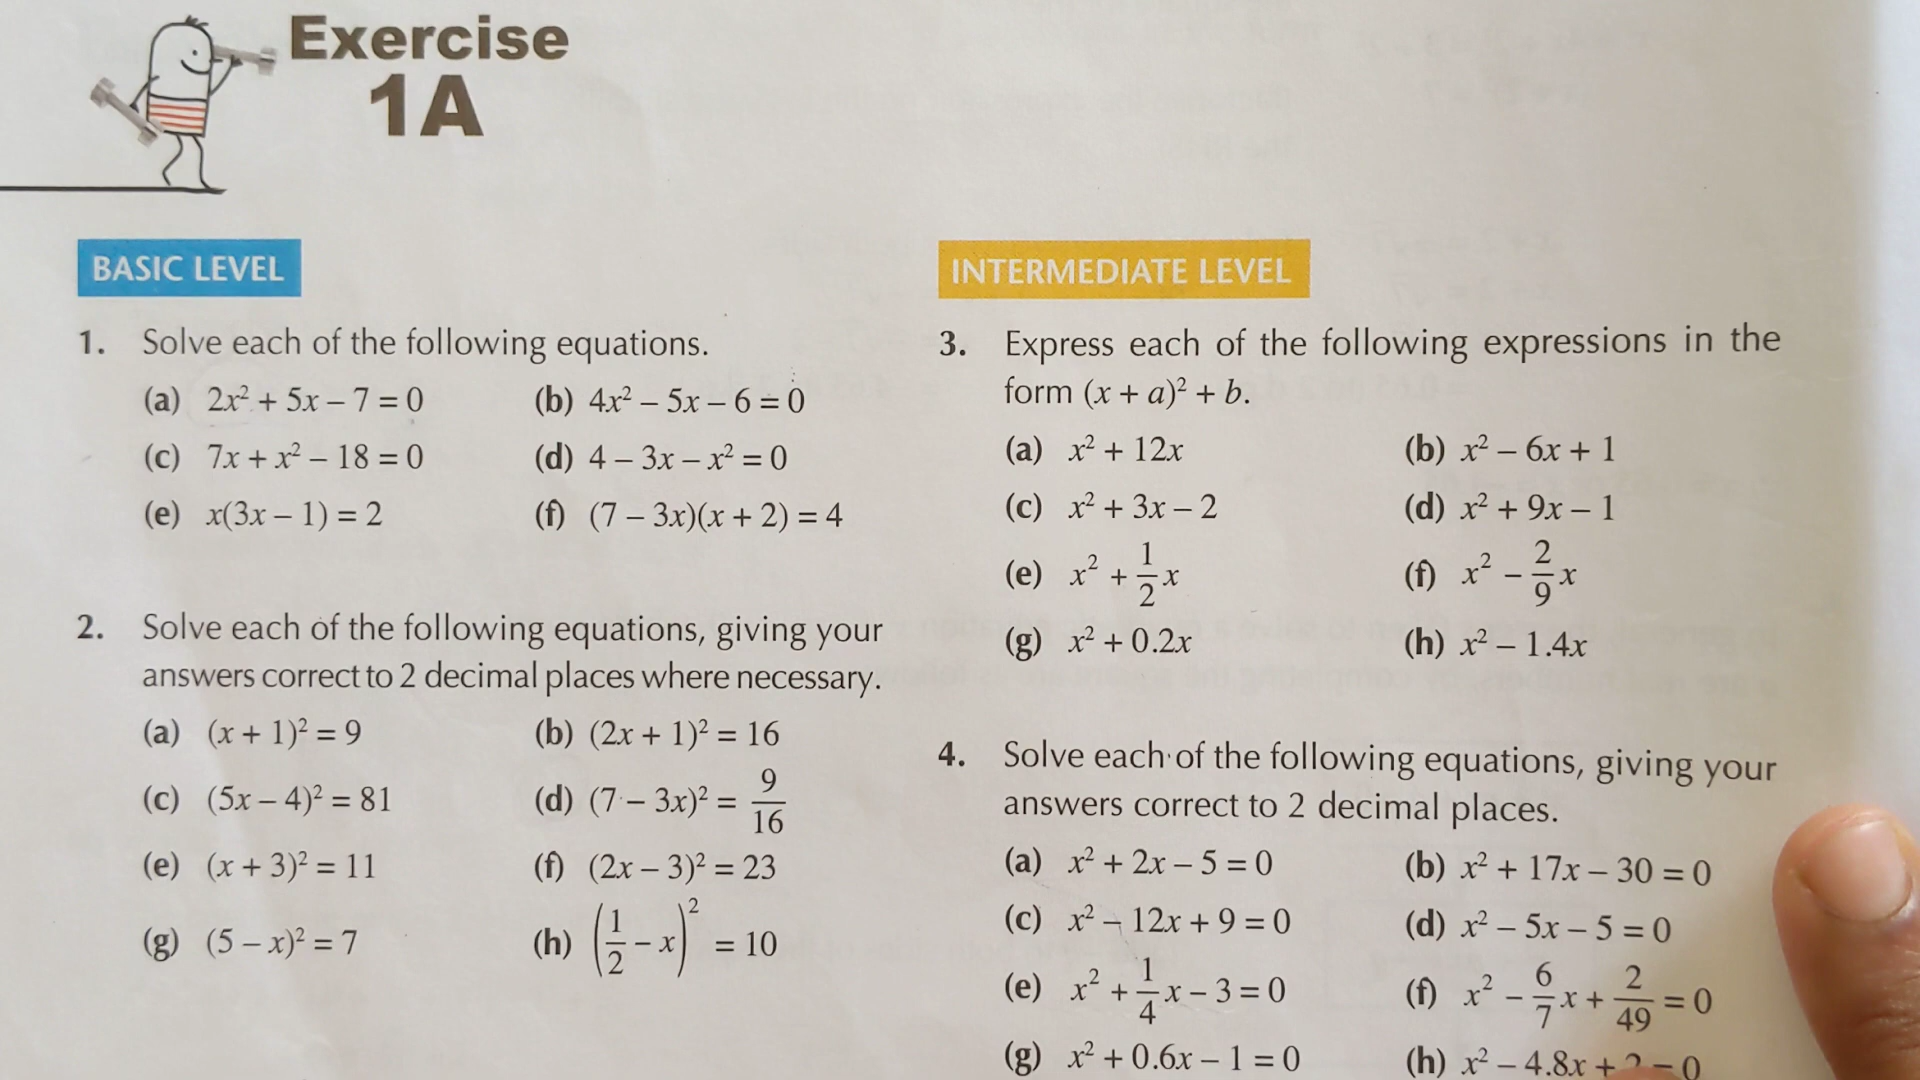 Exercise
1A
BASIC LEVEL
1. Solve each of the following equations.
(a) 2x² + 5x – 7 = 0 (b) 4x² – 5x – 6 = 0
(c) 7x + x² – 18 = 0 (d) 4 – 3x – x² = 0
(e) x(3x – 1) = 2 (f) (7 – 3x)(x + 2) = 4
2. Solve each of the following equations, giving your
answers correct to 2 decimal places where necessary.
(a) (x + 1)² = 9 (b) (2x + 1)² = 16
(c) (5x – 4)² = 81 (d) (7 – 3x)² = 9/16
(e) (x + 3)² = 11 (f) (2x – 3)² = 23
(g) (5 – x)² = 7 (h) (1/2 – x)² = 10
INTERMEDIATE LEVEL
3. Express each of the following expressions in the
form (x + a)² + b.
(a) x² + 12x (b) x² – 6x + 1
(c) x² + 3x – 2 (d) x² + 9x – 1
(e) x² + 1/2 x (f) x² – 2/9 x
(g) x² + 0.2x (h) x² – 1.4x
4. Solve each of the following equations, giving your
answers correct to 2 decimal places.
(a) x² + 2x – 5 = 0 (b) x² + 17x – 30 = 0
(c) x² – 12x + 9 = 0 (d) x² – 5x – 5 = 0
(e) x² + 1/4 x – 3 = 0 (f) x² – 6/7 x + 2/49 = 0
(g) x² + 0.6x – 1 = 0 (h) x² – 4.8x + = 0